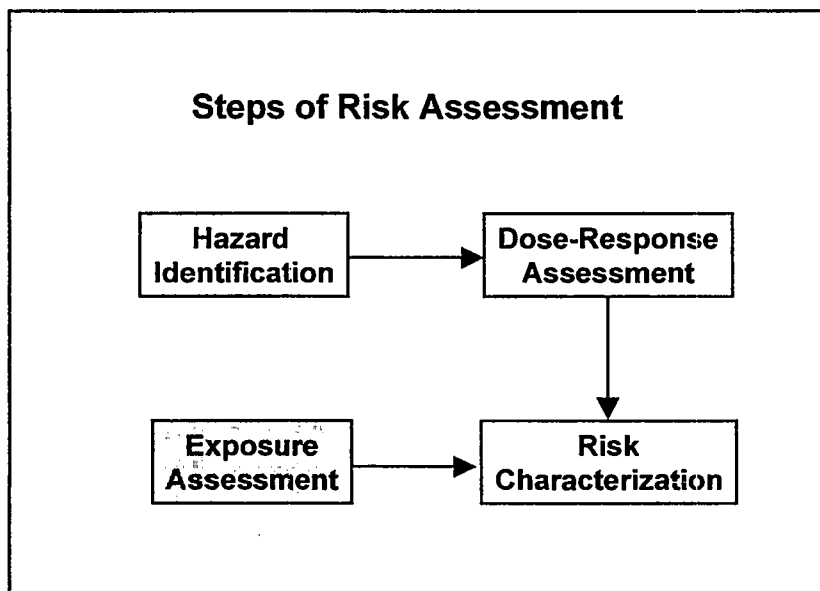 Steps of Risk Assessment
Hazard
Identification
Dose-Response
Assessment
Exposure
Assessment
Risk
Characterization